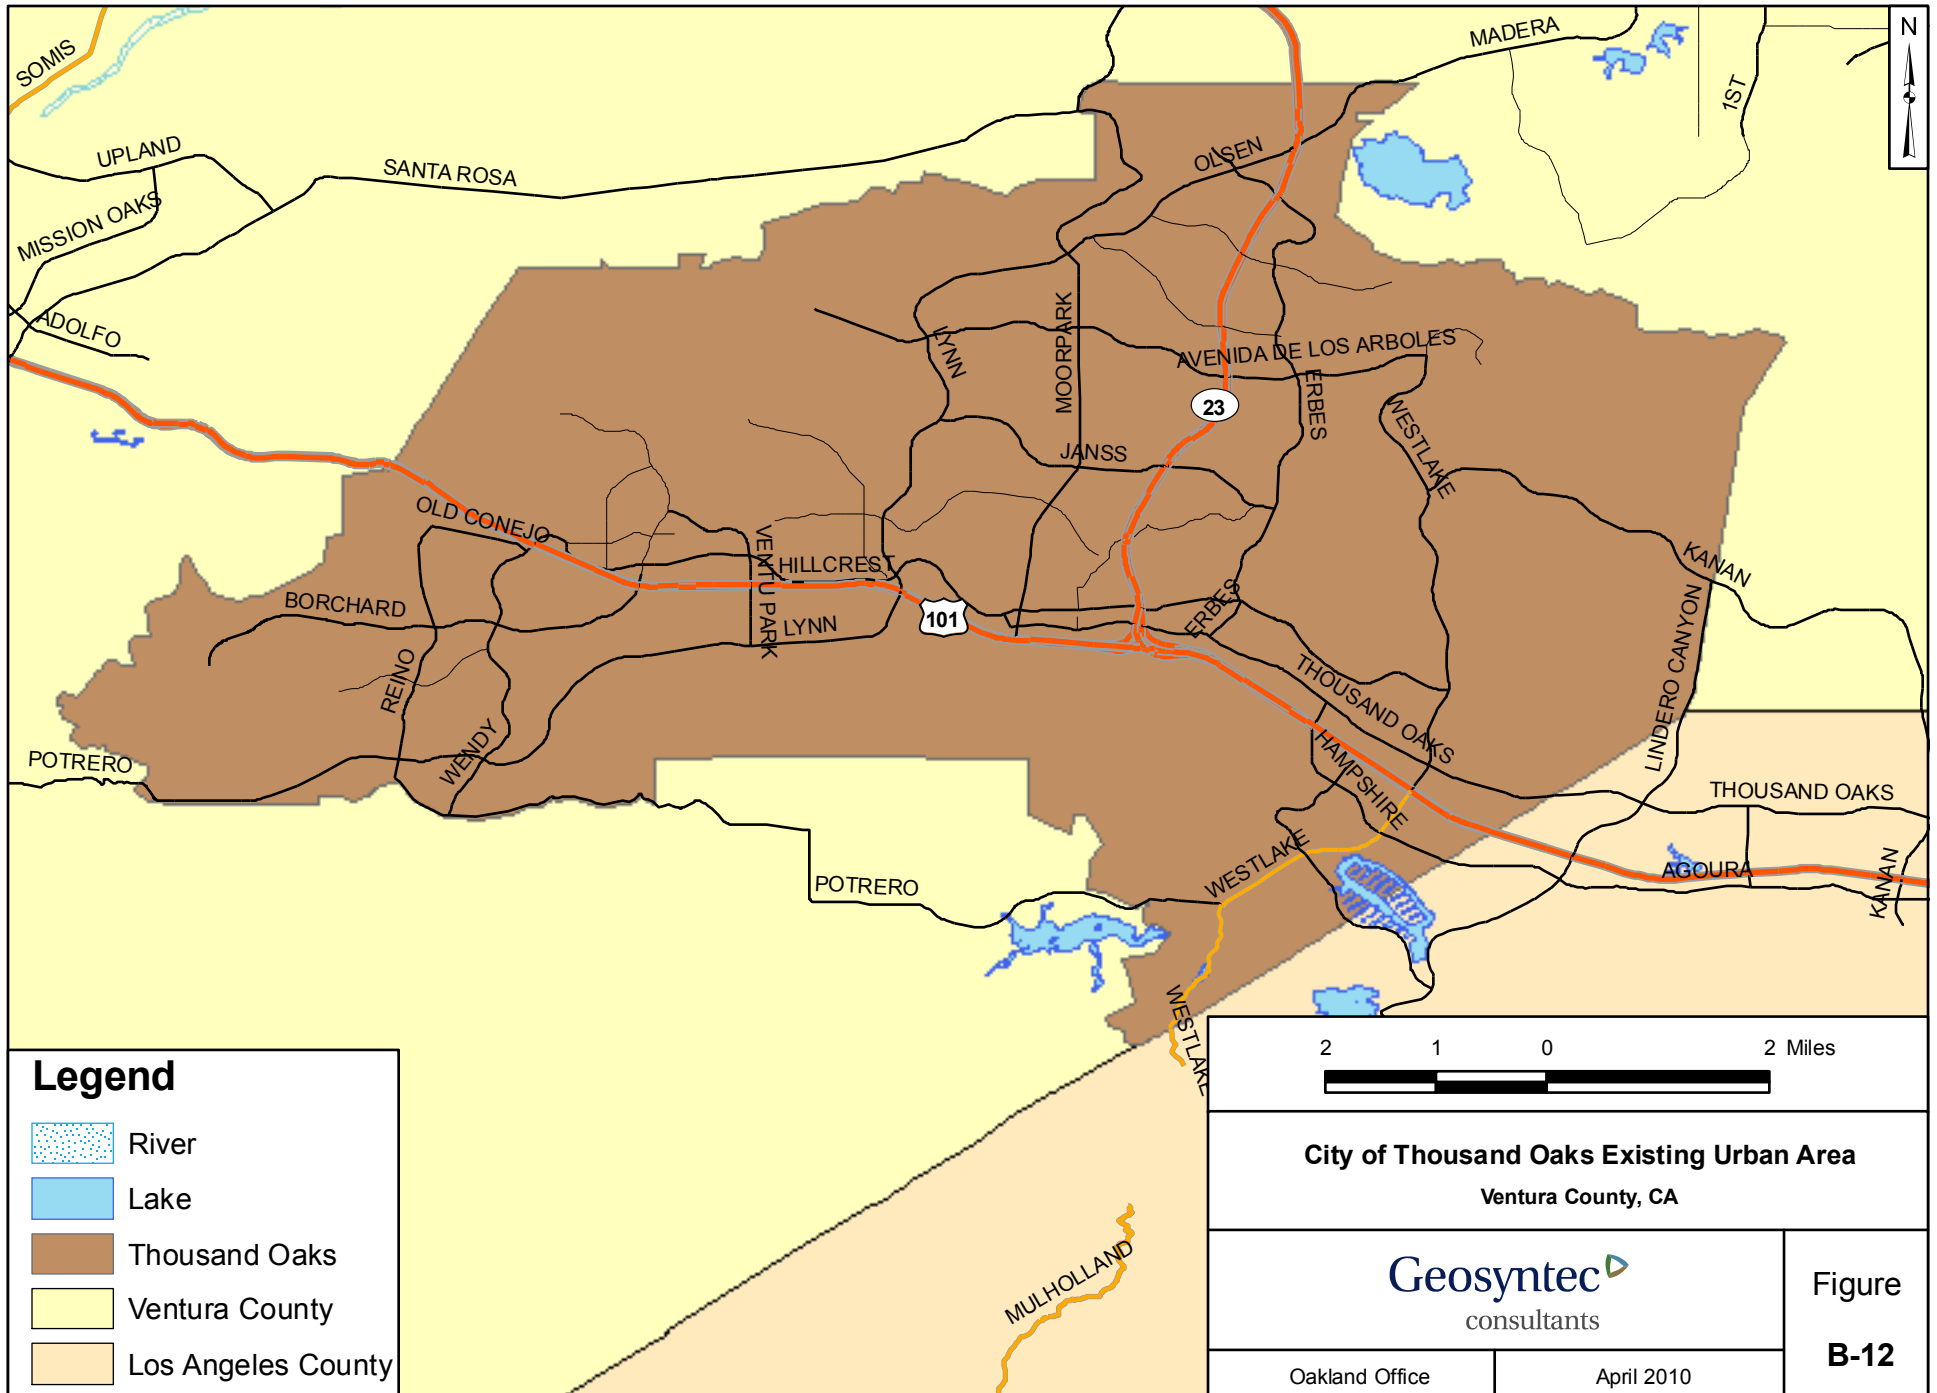 SOMIS
MADERA
N
1ST
UPLAND
OLSEN
SANTA ROSA
MISSION OAKS
ADOLFO
LYNN
MOORPARK
AVENIDA DE LOS ARBOLES
ERBES
23
WESTLAKE
JANSS
OLD CONEJO
VENTU PARK
HILLCREST
KANAN
BORCHARD
LYNN
101
ERBES
LINDERO CANYON
REINO
THOUSAND OAKS
WENDY
HAMPSHIRE
POTRERO
THOUSAND OAKS
WESTLAKE
AGOURA
KANAN
POTRERO
WESTLAKE
MULHOLLAND
Legend
River
Lake
Thousand Oaks
Ventura County
Los Angeles County
2 1 0 2 Miles
City of Thousand Oaks Existing Urban Area
Ventura County, CA
Geosyntec
consultants
Figure
B-12
Oakland Office
April 2010